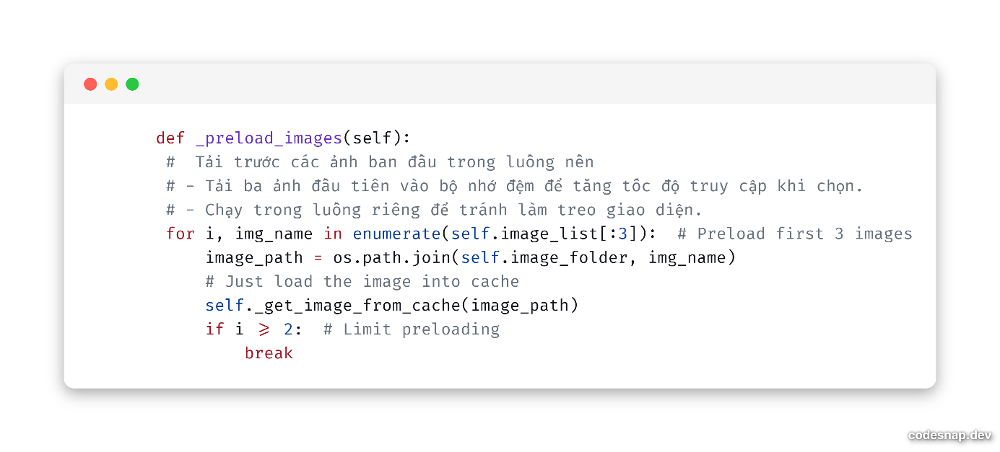 def _preload_images(self):
#  Tải trước các ảnh ban đầu trong luồng nền
# - Tải ba ảnh đầu tiên vào bộ nhớ đệm để tăng tốc độ truy cập khi chọn.
# - Chạy trong luồng riêng để tránh làm treo giao diện.
for i, img_name in enumerate(self.image_list[:3]):  # Preload first 3 images
image_path = os.path.join(self.image_folder, img_name)
# Just load the image into cache
self._get_image_from_cache(image_path)
if i >= 2:  # Limit preloading
break
codesnap.dev